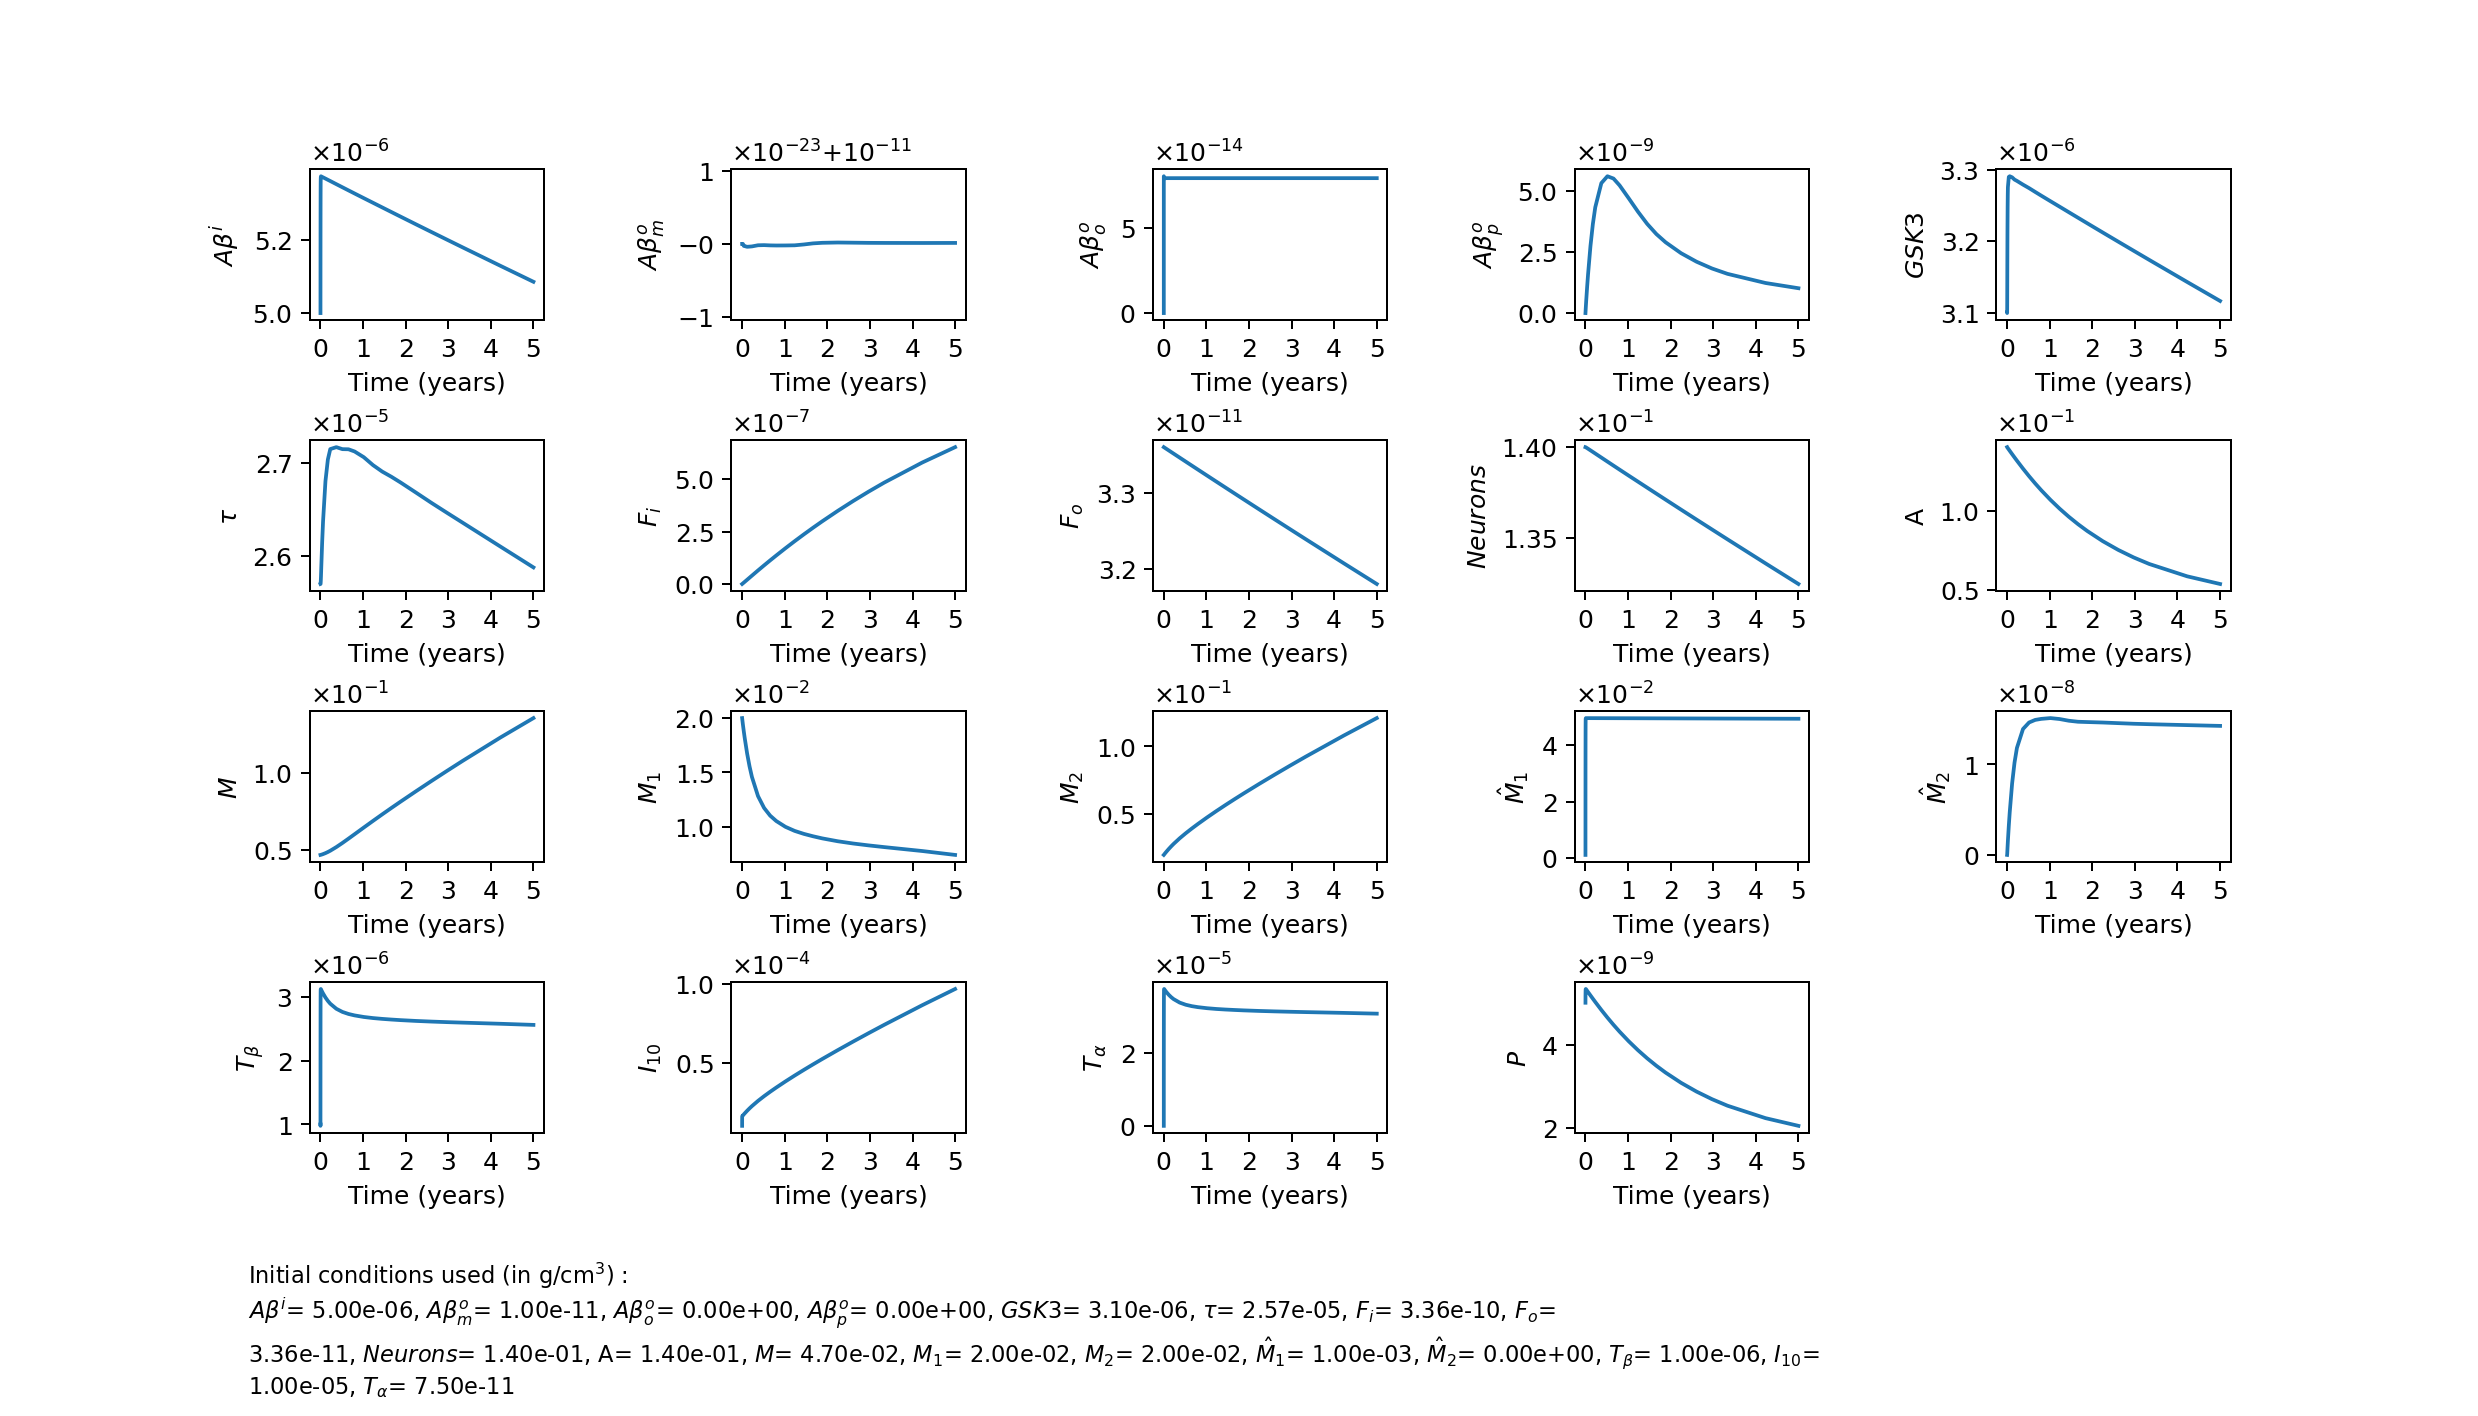 ×10⁻⁶ ×10⁻²³+10⁻¹¹ ×10⁻¹⁴ ×10⁻⁹ ×10⁻⁶
Aβⁱ 5.2 5.0
Aβₘᵒ 1 −0 −1
Aβₒᵒ 5 0
Aβₚᵒ 5.0 2.5 0.0
GSK3 3.3 3.2 3.1
0 1 2 3 4 5 0 1 2 3 4 5 0 1 2 3 4 5 0 1 2 3 4 5 0 1 2 3 4 5
Time (years) Time (years) Time (years) Time (years) Time (years)
×10⁻⁵ ×10⁻⁷ ×10⁻¹¹ ×10⁻¹ ×10⁻¹
τ 2.7 2.6
Fᵢ 5.0 2.5 0.0
Fₒ 3.3 3.2
Neurons 1.40 1.35
A 1.0 0.5
0 1 2 3 4 5 0 1 2 3 4 5 0 1 2 3 4 5 0 1 2 3 4 5 0 1 2 3 4 5
Time (years) Time (years) Time (years) Time (years) Time (years)
×10⁻¹ ×10⁻² ×10⁻¹ ×10⁻² ×10⁻⁸
M 1.0 0.5
M₁ 2.0 1.5 1.0
M₂ 1.0 0.5
M̂₁ 4 2 0
M̂₂ 1 0
0 1 2 3 4 5 0 1 2 3 4 5 0 1 2 3 4 5 0 1 2 3 4 5 0 1 2 3 4 5
Time (years) Time (years) Time (years) Time (years) Time (years)
×10⁻⁶ ×10⁻⁴ ×10⁻⁵ ×10⁻⁹
Tᵦ 3 2 1
I₁₀ 1.0 0.5
Tα 2 0
P 4 2
0 1 2 3 4 5 0 1 2 3 4 5 0 1 2 3 4 5 0 1 2 3 4 5
Time (years) Time (years) Time (years) Time (years)
Initial conditions used (in g/cm³) :
Aβⁱ= 5.00e-06, Aβₘᵒ= 1.00e-11, Aβₒᵒ= 0.00e+00, Aβₚᵒ= 0.00e+00, GSK3= 3.10e-06, τ= 2.57e-05, Fᵢ= 3.36e-10, Fₒ=
3.36e-11, Neurons= 1.40e-01, A= 1.40e-01, M= 4.70e-02, M₁= 2.00e-02, M₂= 2.00e-02, M̂₁= 1.00e-03, M̂₂= 0.00e+00, Tᵦ= 1.00e-06, I₁₀=
1.00e-05, Tα= 7.50e-11